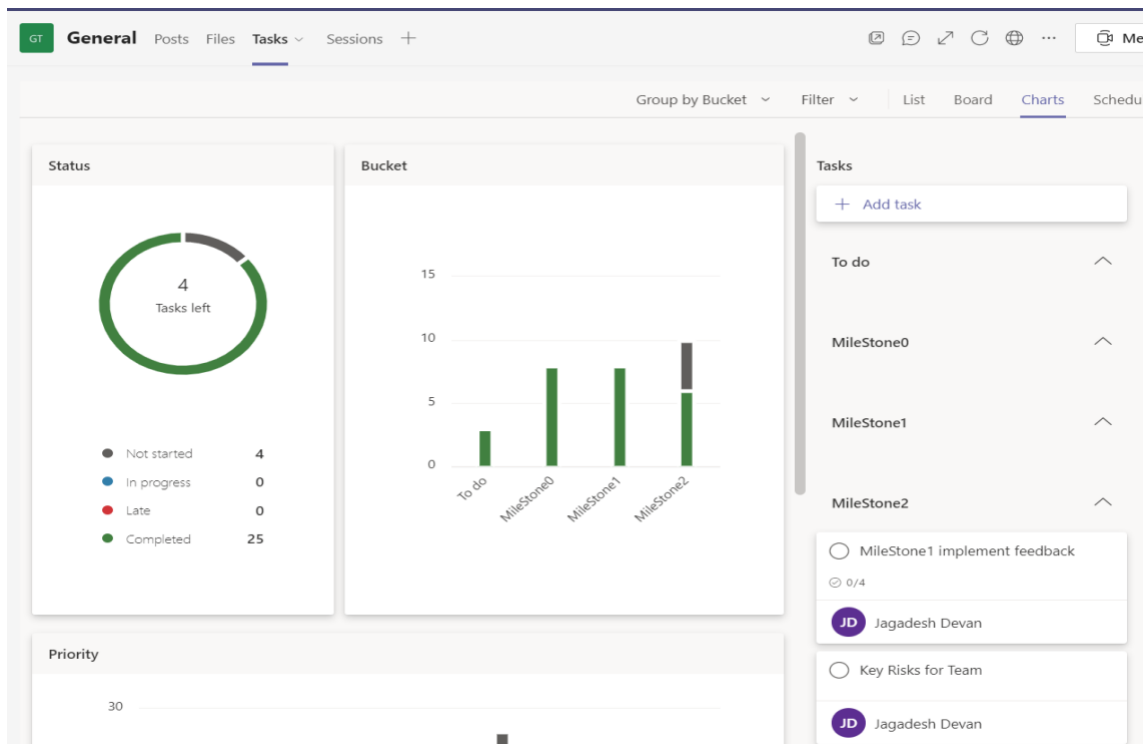 GT General Posts Files Tasks Sessions
Group by Bucket Filter List Board Charts Schedu
Status
4
Tasks left
Not started 4
In progress 0
Late 0
Completed 25
Bucket
15
10
5
0
To do
MileStone0
MileStone1
MileStone2
Priority
30
Tasks
+ Add task
To do
MileStone0
MileStone1
MileStone2
MileStone1 implement feedback
0/4
JD Jagadesh Devan
Key Risks for Team
JD Jagadesh Devan